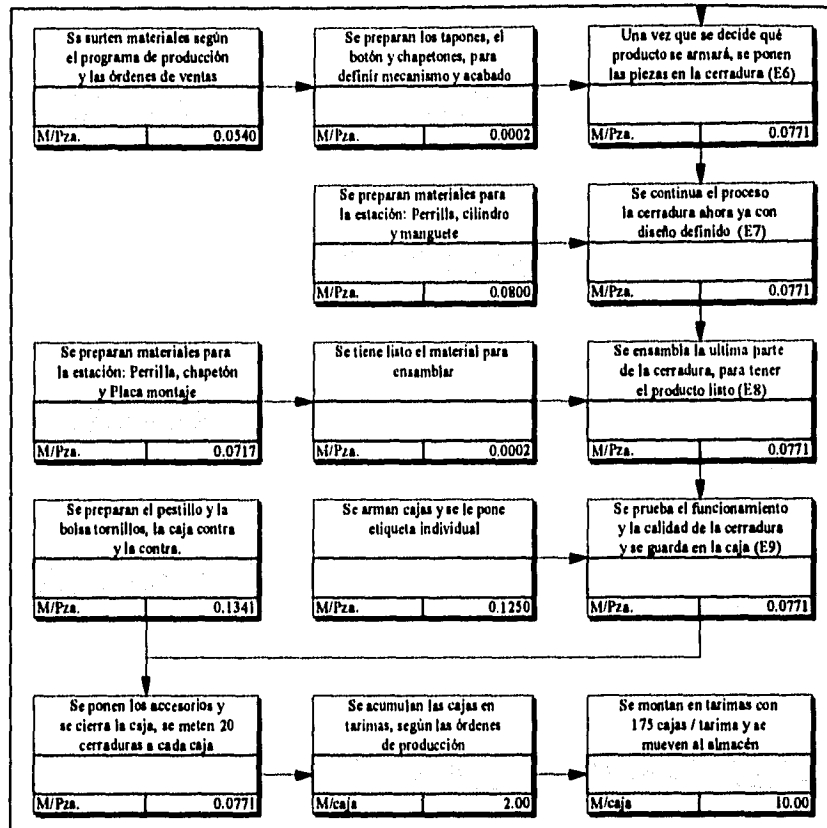 Sa surten materiales según
el programa de producción
y las órdenes de ventas
M/Pza. 0.0540
Se preparan los tapones, el
botón y chapetones, para
definir mecanismo y acabado
M/Pza. 0.0002
Una vez que se decide qué
producto se armará, se ponen
las piezas en la cerradura (E6)
M/Pza. 0.0771
Se preparan materiales para
la estación: Perrilla, cilindro
y manguete
M/Pza. 0.0800
Se continua el proceso
la cerradura ahora ya con
diseño definido (E7)
M/Pza. 0.0771
Se preparan materiales para
la estación: Perrilla, chapetón
y Placa montaje
M/Pza. 0.0717
Se tiene listo el material para
ensamblar
M/Pza. 0.0002
Se ensambla la ultima parte
de la cerradura, para tener
el producto listo (E8)
M/Pza. 0.0771
Se preparan el pestillo y la
bolsa tornillos, la caja contra
y la contra.
M/Pza. 0.1341
Se arman cajas y se le pone
etiqueta individual
M/Pza. 0.1250
Se prueba el funcionamiento
y la calidad de la cerradura
y se guarda en la caja (E9)
M/Pza. 0.0771
Se ponen los accesorios y
se cierra la caja, se meten 20
cerraduras a cada caja
M/Pza. 0.0771
Se acumulan las cajas en
tarimas, según las órdenes
de producción
M/caja 2.00
Se montan en tarimas con
175 cajas / tarima y se
mueven al almacén
M/caja 10.00